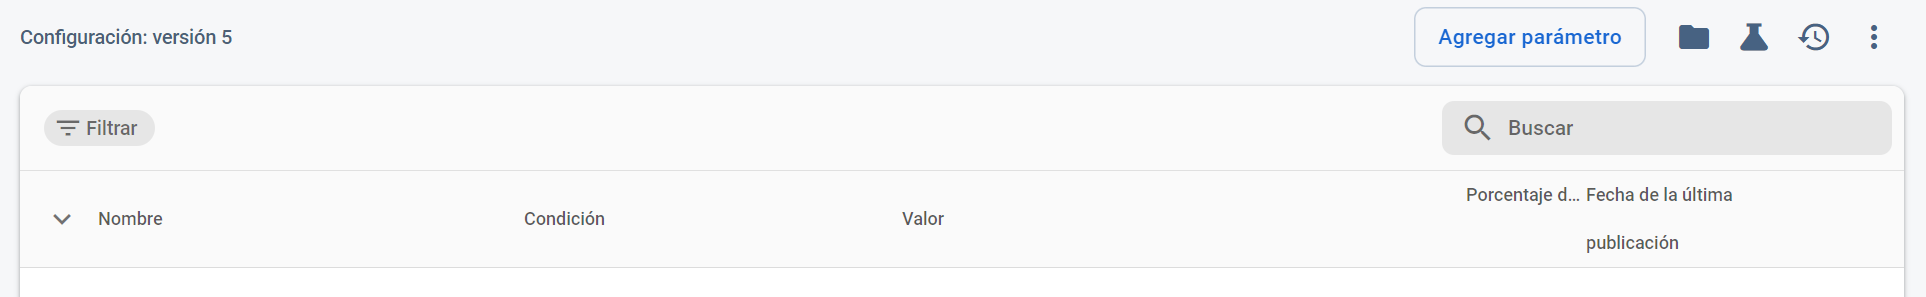 Configuración: versión 5
Agregar parámetro
Filtrar
Buscar
Nombre
Condición
Valor
Porcentaje d...
Fecha de la última
publicación